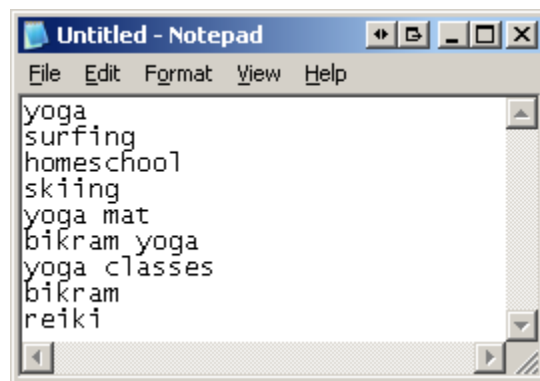 Untitled - Notepad
File Edit Format View Help
yoga
surfing
homeschool
skiing
yoga mat
bikram yoga
yoga classes
bikram
reiki